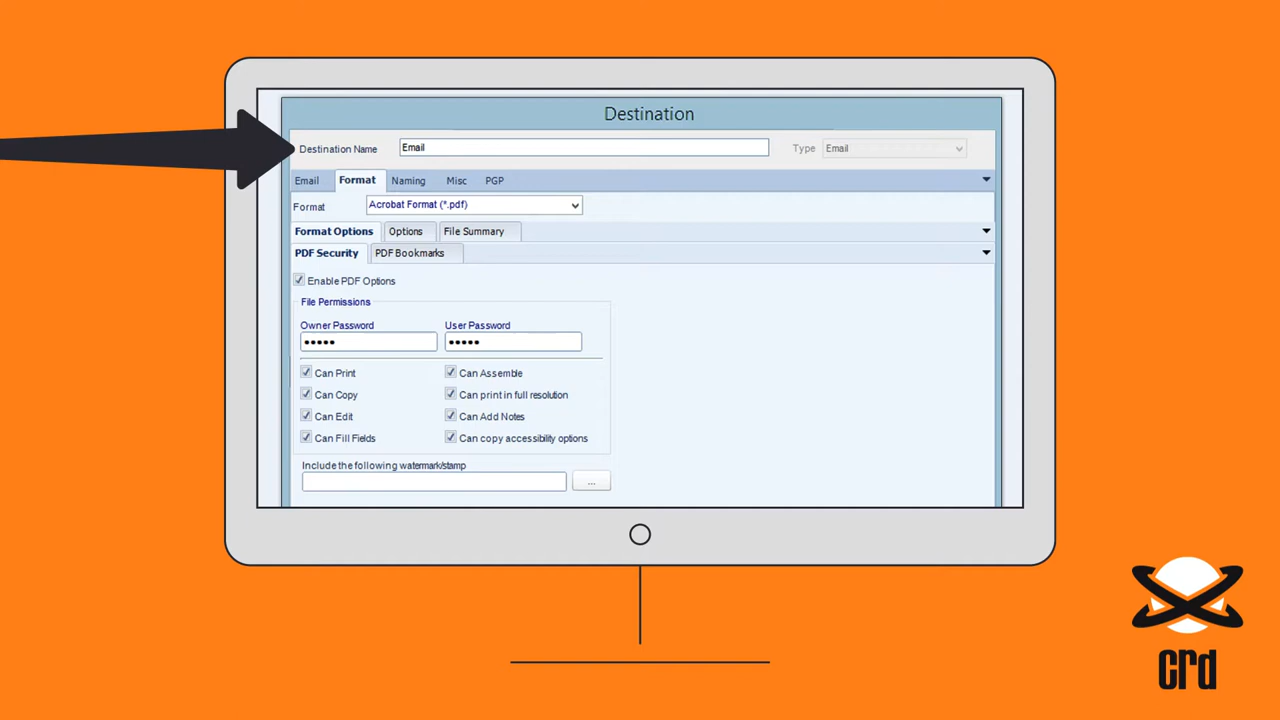 Destination
Destination Name Email Type Email
Email Format Naming Misc PGP
Format Acrobat Format (*.pdf)
Format Options Options File Summary
PDF Security PDF Bookmarks
Enable PDF Options
File Permissions
Owner Password User Password
••••• •••••
Can Print Can Assemble
Can Copy Can print in full resolution
Can Edit Can Add Notes
Can Fill Fields Can copy accessibility options
Include the following watermark/stamp
...
crd